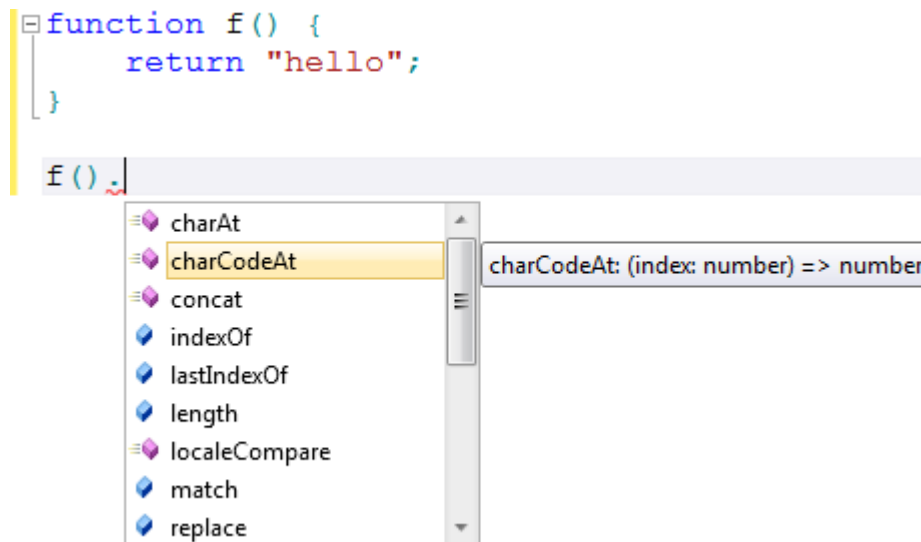 function f() {
return "hello";
}
f().
charAt
charCodeAt
charCodeAt: (index: number) => number
concat
indexOf
lastIndexOf
length
localeCompare
match
replace